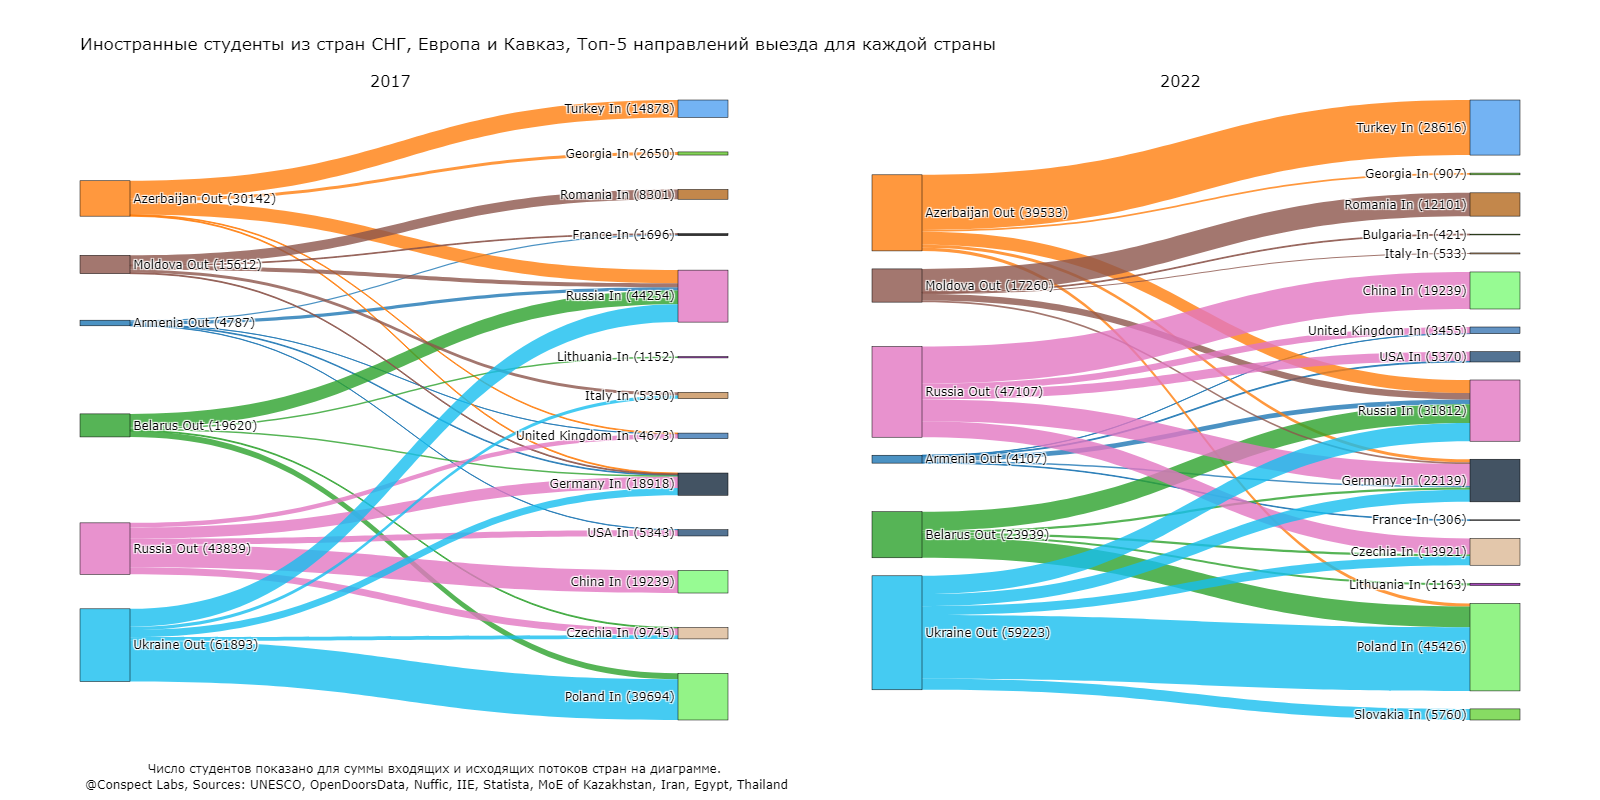 Иностранные студенты из стран СНГ, Европа и Кавказ, Топ-5 направлений выезда для каждой страны
2017
Turkey In (14878)
Georgia In (2650)
Azerbaijan Out (30142)
Romania In (8301)
France In (1696)
Moldova Out (15612)
Russia In (44254)
Armenia Out (4787)
Lithuania In (1152)
Italy In (5350)
Belarus Out (19620)
United Kingdom In (4673)
Germany In (18918)
USA In (5343)
Russia Out (43839)
China In (19239)
Czechia In (9745)
Ukraine Out (61893)
Poland In (39694)
2022
Turkey In (28616)
Georgia In (907)
Romania In (12101)
Azerbaijan Out (39533)
Bulgaria In (421)
Italy In (533)
Moldova Out (17260)
China In (19239)
United Kingdom In (3455)
USA In (5370)
Russia Out (47107)
Russia In (31812)
Armenia Out (4107)
Germany In (22139)
France In (306)
Belarus Out (23939)
Czechia In (13921)
Lithuania In (1163)
Ukraine Out (59223)
Poland In (45426)
Slovakia In (5760)
Число студентов показано для суммы входящих и исходящих потоков стран на диаграмме.
@Conspect Labs, Sources: UNESCO, OpenDoorsData, Nuffic, IIE, Statista, MoE of Kazakhstan, Iran, Egypt, Thailand